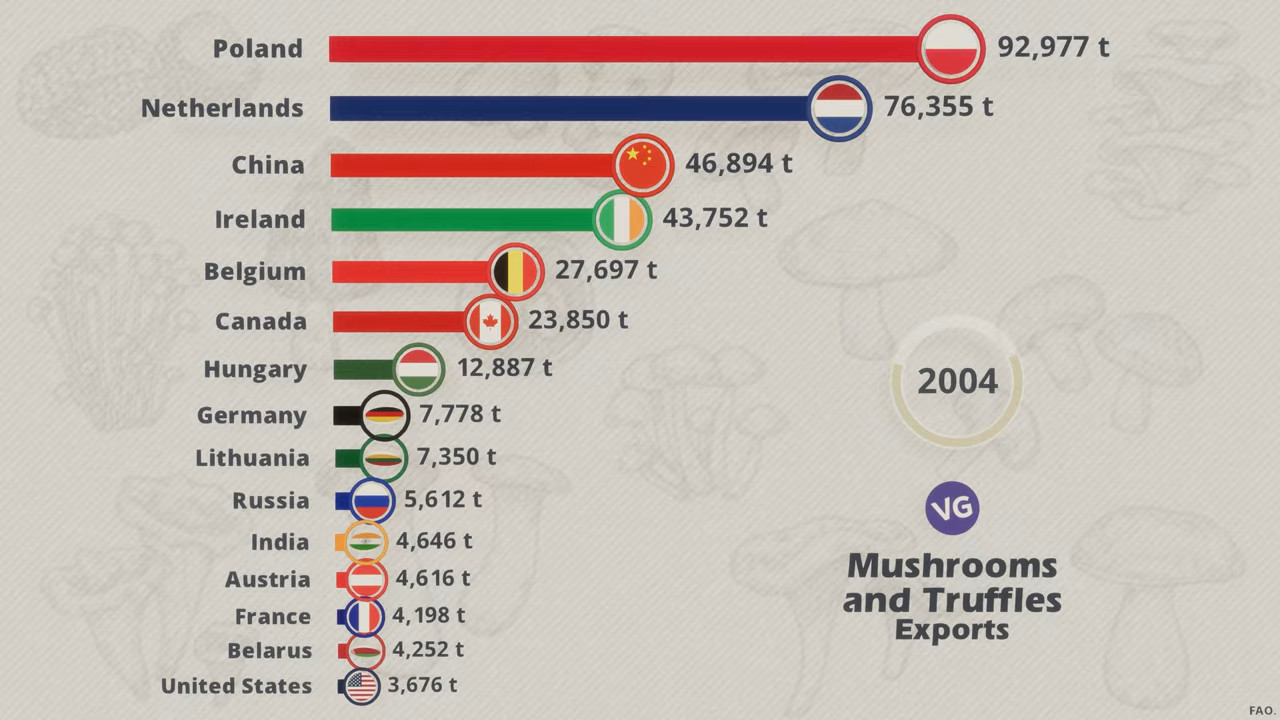 Poland 92,977 t
Netherlands 76,355 t
China 46,894 t
Ireland 43,752 t
Belgium 27,697 t
Canada 23,850 t
Hungary 12,887 t
Germany 7,778 t
Lithuania 7,350 t
Russia 5,612 t
India 4,646 t
Austria 4,616 t
France 4,198 t
Belarus 4,252 t
United States 3,676 t
2004
VG
Mushrooms
and Truffles
Exports
FAO.